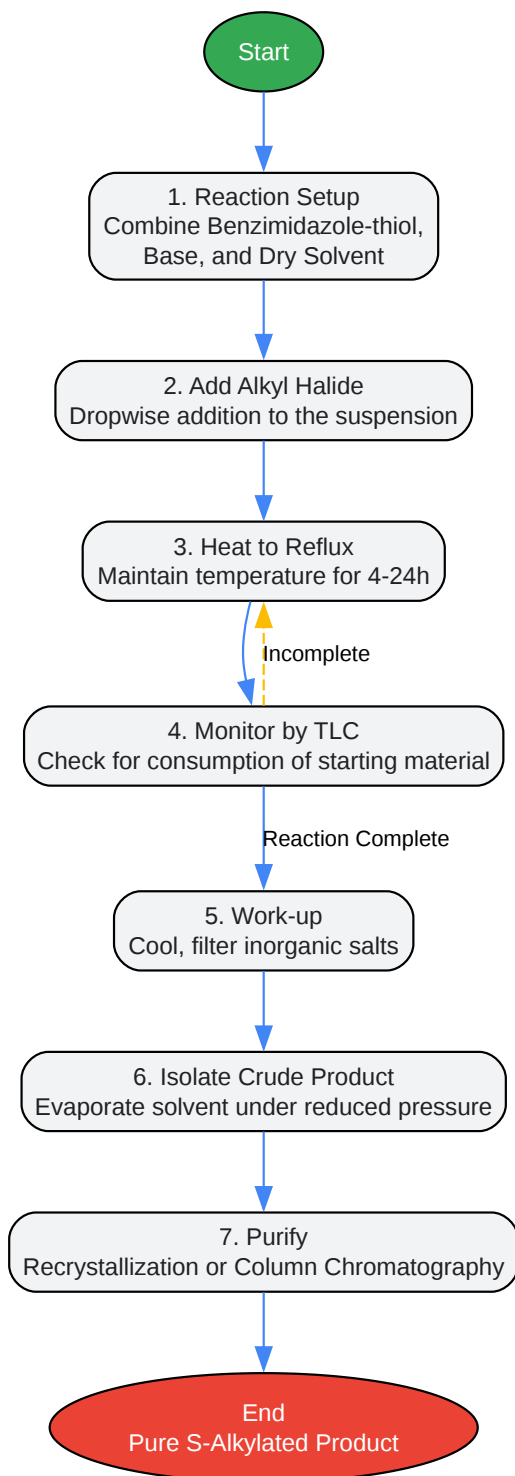 Start
1. Reaction Setup
Combine Benzimidazole-thiol,
Base, and Dry Solvent
2. Add Alkyl Halide
Dropwise addition to the suspension
3. Heat to Reflux
Maintain temperature for 4-24h
Incomplete
4. Monitor by TLC
Check for consumption of starting material
Reaction Complete
5. Work-up
Cool, filter inorganic salts
6. Isolate Crude Product
Evaporate solvent under reduced pressure
7. Purify
Recrystallization or Column Chromatography
End
Pure S-Alkylated Product